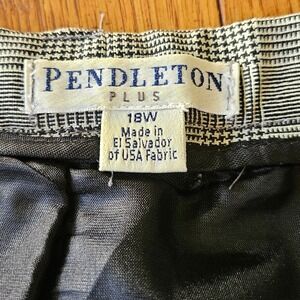 PENDLETON
PLUS
18W
Made in
El Salvador
of USA Fabric